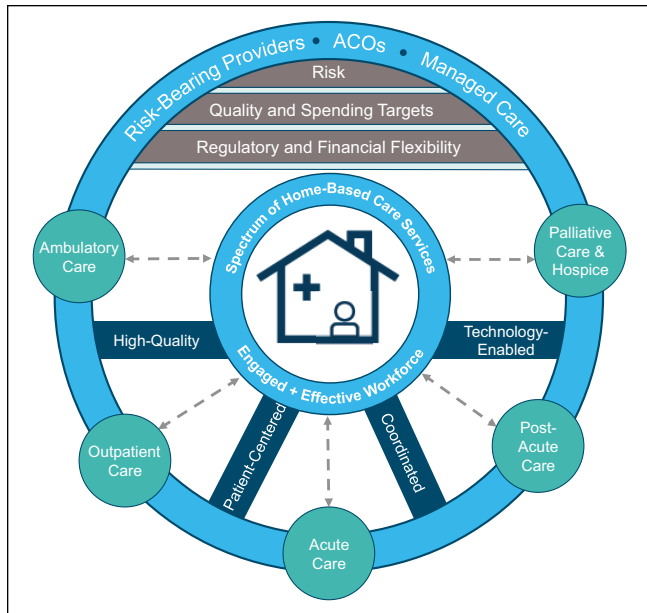 Risk-Bearing Providers • ACOs • Managed Care
Risk
Quality and Spending Targets
Regulatory and Financial Flexibility
Spectrum of Home-Based Care Services
Ambulatory
Care
Palliative
Care &
Hospice
High-Quality
Technology-
Enabled
Engaged + Effective Workforce
Patient-Centered
Coordinated
Outpatient
Care
Post-
Acute
Care
Acute
Care